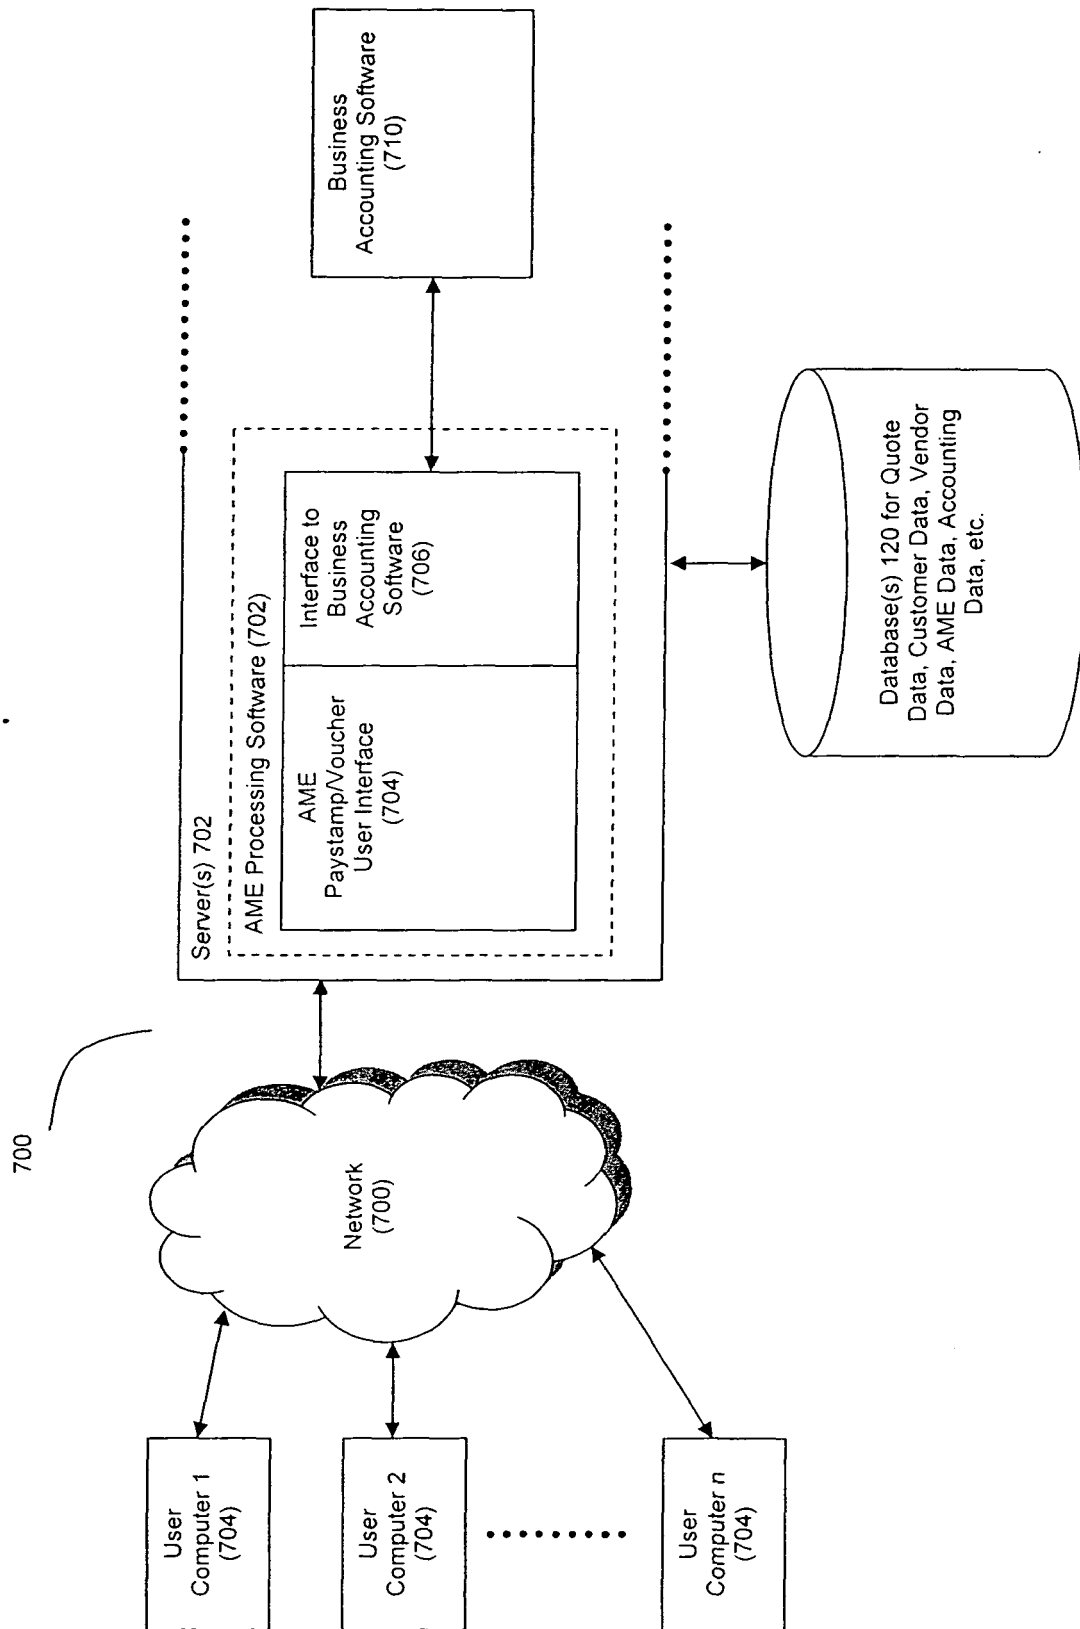 700
User
Computer 1
(704)
User
Computer 2
(704)
User
Computer n
(704)
Network
(700)
Server(s) 702
AME Processing Software (702)
AME
Paystamp/Voucher
User Interface
(704)
Interface to
Business
Accounting
Software
(706)
Business
Accounting Software
(710)
Database(s) 120 for Quote
Data, Customer Data, Vendor
Data, AME Data, Accounting
Data, etc.